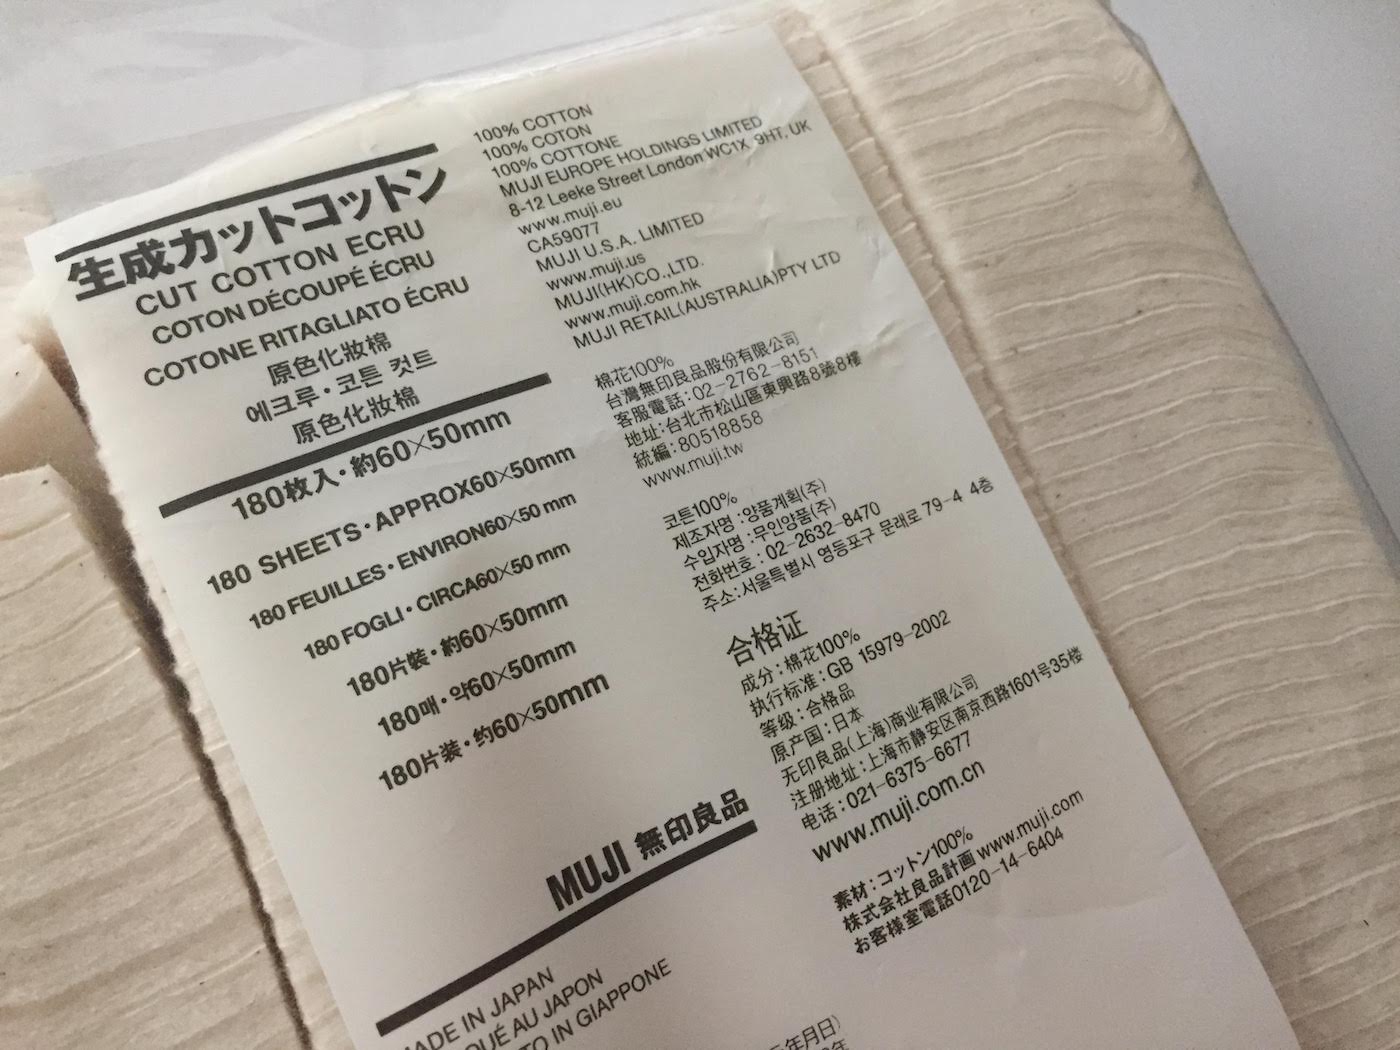 生成カットコットン
CUT COTTON ECRU
COTON DÉCOUPÉ ÉCRU
COTONE RITAGLIATO ÉCRU
原色化妝棉
에크루・코튼 컷트
原色化妝棉
180枚入・約60×50mm
180 SHEETS・APPROX60×50mm
180 FEUILLES・ENVIRON60×50 mm
180 FOGLI・CIRCA60×50 mm
180片裝・約60×50mm
180매・약60×50mm
180片装・约60×50mm
MUJI 無印良品
MADE IN JAPAN
QUÉ AU JAPON
TO IN GIAPPONE
100% COTTON
100% COTON
100% COTTONE
MUJI EUROPE HOLDINGS LIMITED
8-12 Leeke Street London WC1X 9HT, UK
www.muji.eu
CA59077
MUJI U.S.A. LIMITED
www.muji.us
MUJI(HK)CO.,LTD.
www.muji.com.hk
MUJI RETAIL(AUSTRALIA)PTY LTD
棉花100%
台灣無印良品股份有限公司
客服電話：02-2762-8151
地址：台北市松山區東興路8號8樓
統編：80518858
www.muji.tw
코튼100%
제조자명：양품계획(주)
수입자명：무인양품(주)
전화번호：02-2632-8470
주소：서울특별시 영등포구 문래로 79-4 4층
合格证
成分：棉花100%
执行标准：GB 15979-2002
等级：合格品
原产国：日本
无印良品(上海)商业有限公司
注册地址：上海市静安区南京西路1601号35楼
电话：021-6375-6677
www.muji.com.cn
素材：コットン100%
株式会社良品計画 www.muji.com
お客様室電話0120-14-6404
年月日)